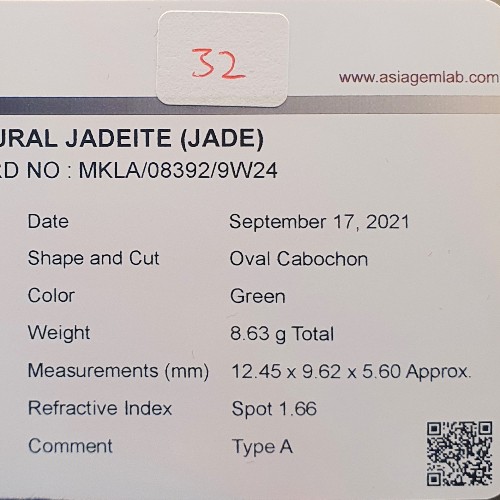 32
www.asiagemlab.com
URAL JADEITE (JADE)
RD NO : MKLA/08392/9W24
Date September 17, 2021
Shape and Cut Oval Cabochon
Color Green
Weight 8.63 g Total
Measurements (mm) 12.45 x 9.62 x 5.60 Approx.
Refractive Index Spot 1.66
Comment Type A